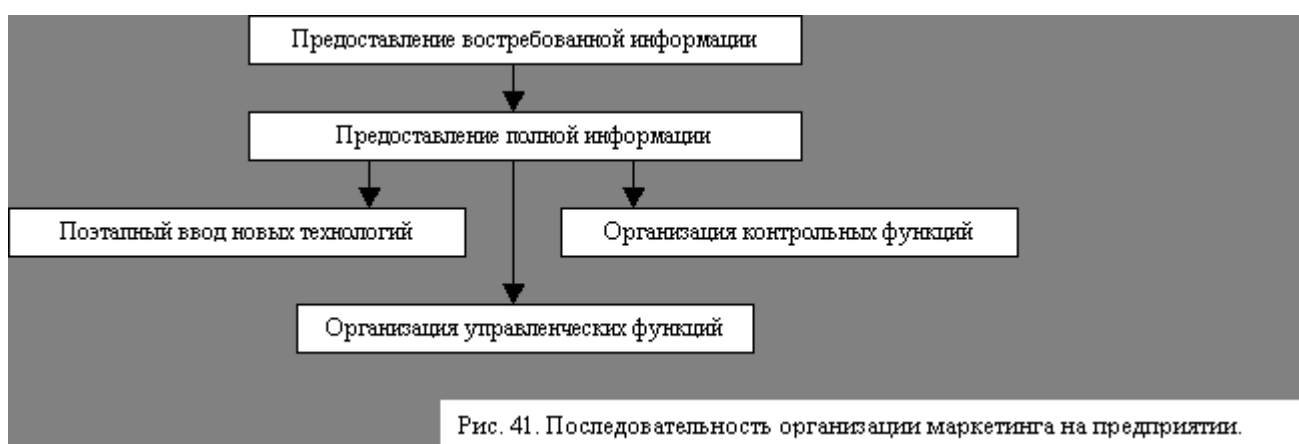 Предоставление востребованной информации
Предоставление полной информации
Поэтапный ввод новых технологий
Организация контрольных функций
Организация управленческих функций
Рис. 41. Последовательность организации маркетинга на предприятии.